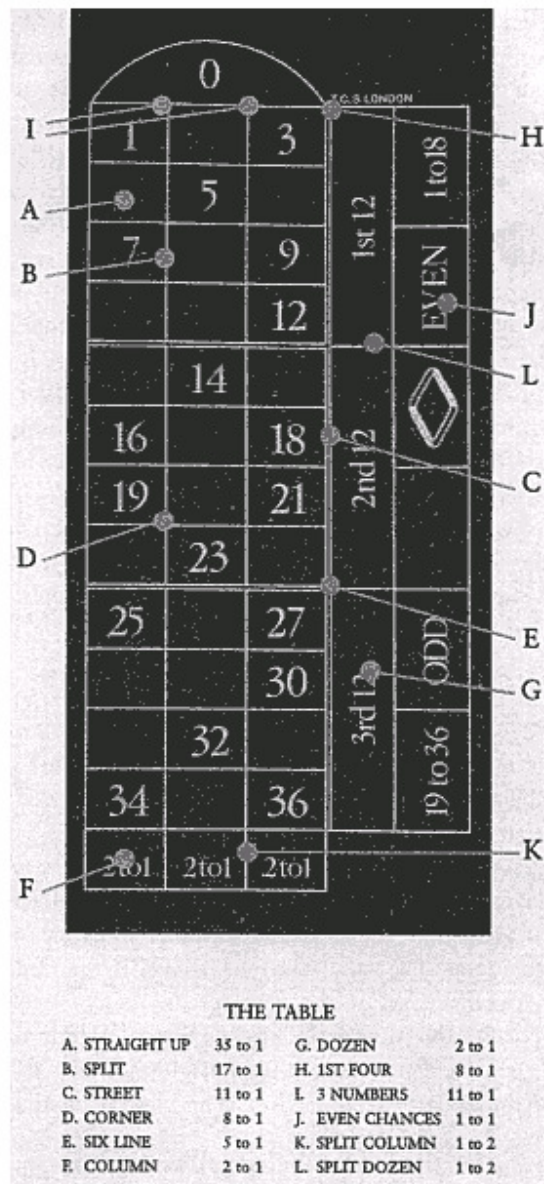 0
T.C.S LONDON
I
H
1 3
1to18
A
5
1st 12
B
7 9
EVEN
J
12
L
14
16 18
2nd 12
C
19 21
D
23
E
25 27
ODD
30
G
3rd 12
32
19 to 36
34 36
F
2to1 2to1 2to1
K
THE TABLE
A. STRAIGHT UP 35 to 1 G. DOZEN 2 to 1
B. SPLIT 17 to 1 H. 1ST FOUR 8 to 1
C. STREET 11 to 1 I. 3 NUMBERS 11 to 1
D. CORNER 8 to 1 J. EVEN CHANCES 1 to 1
E. SIX LINE 5 to 1 K. SPLIT COLUMN 1 to 2
F. COLUMN 2 to 1 L. SPLIT DOZEN 1 to 2